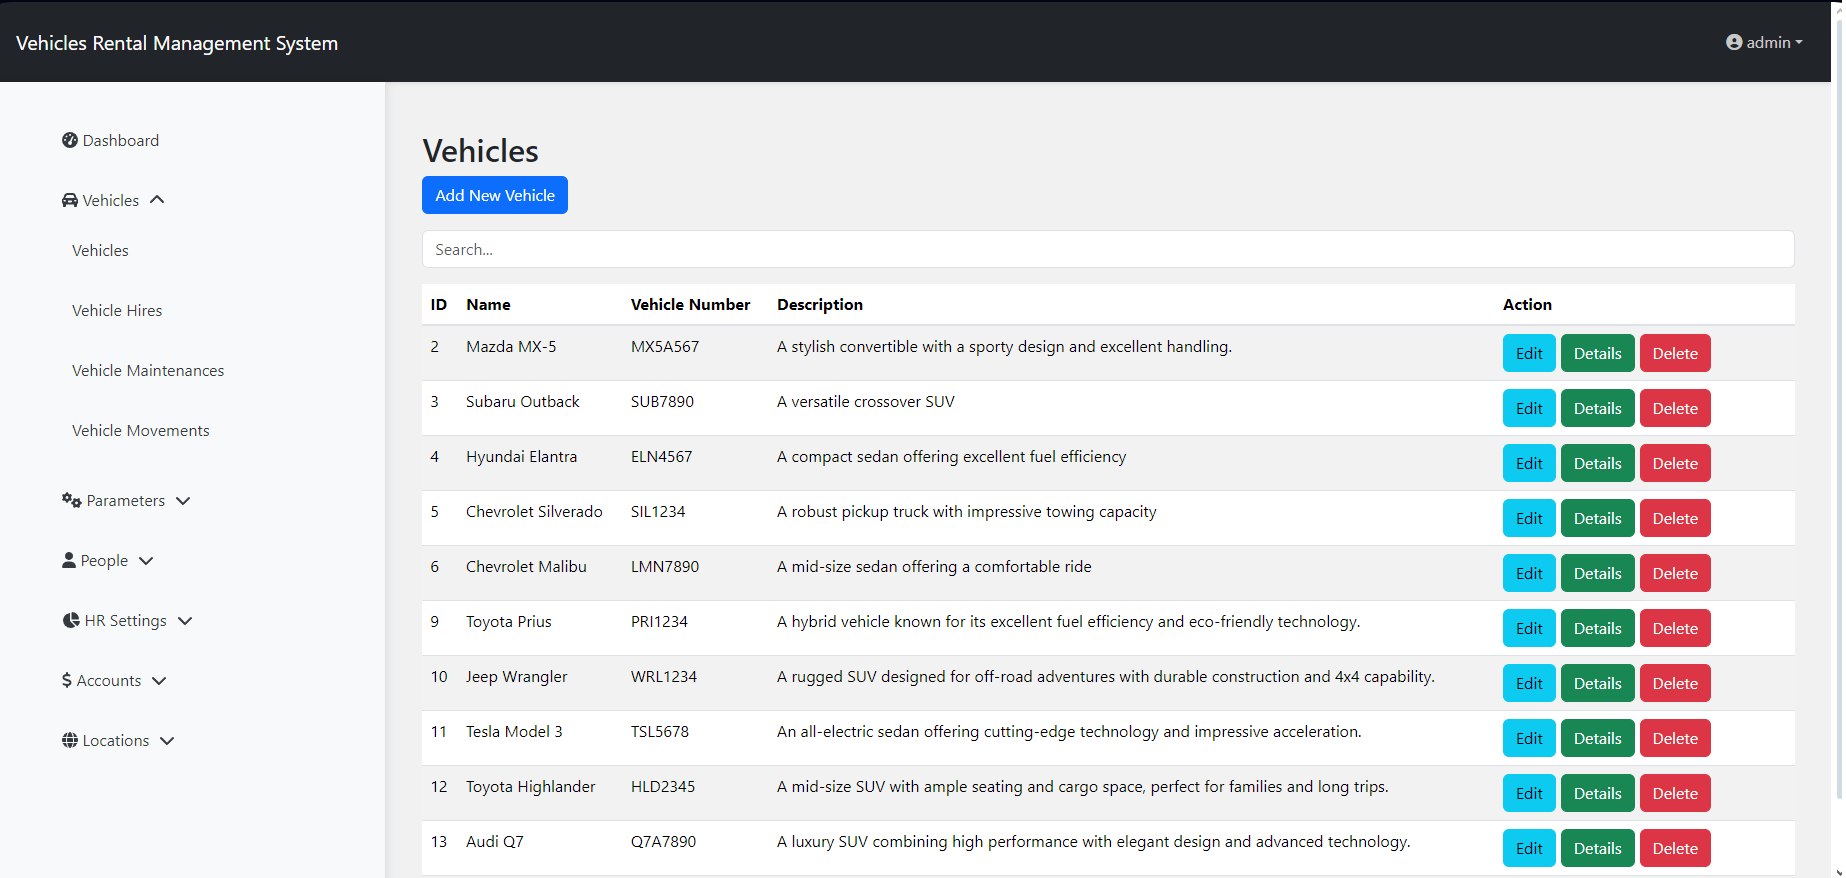 Vehicles Rental Management System
admin
Dashboard
Vehicles
Vehicles
Vehicle Hires
Vehicle Maintenances
Vehicle Movements
Parameters
People
HR Settings
Accounts
Locations
Vehicles
Add New Vehicle
Search...
ID Name Vehicle Number Description Action
2 Mazda MX-5 MX5A567 A stylish convertible with a sporty design and excellent handling. Edit Details Delete
3 Subaru Outback SUB7890 A versatile crossover SUV Edit Details Delete
4 Hyundai Elantra ELN4567 A compact sedan offering excellent fuel efficiency Edit Details Delete
5 Chevrolet Silverado SIL1234 A robust pickup truck with impressive towing capacity Edit Details Delete
6 Chevrolet Malibu LMN7890 A mid-size sedan offering a comfortable ride Edit Details Delete
9 Toyota Prius PRI1234 A hybrid vehicle known for its excellent fuel efficiency and eco-friendly technology. Edit Details Delete
10 Jeep Wrangler WRL1234 A rugged SUV designed for off-road adventures with durable construction and 4x4 capability. Edit Details Delete
11 Tesla Model 3 TSL5678 An all-electric sedan offering cutting-edge technology and impressive acceleration. Edit Details Delete
12 Toyota Highlander HLD2345 A mid-size SUV with ample seating and cargo space, perfect for families and long trips. Edit Details Delete
13 Audi Q7 Q7A7890 A luxury SUV combining high performance with elegant design and advanced technology. Edit Details Delete